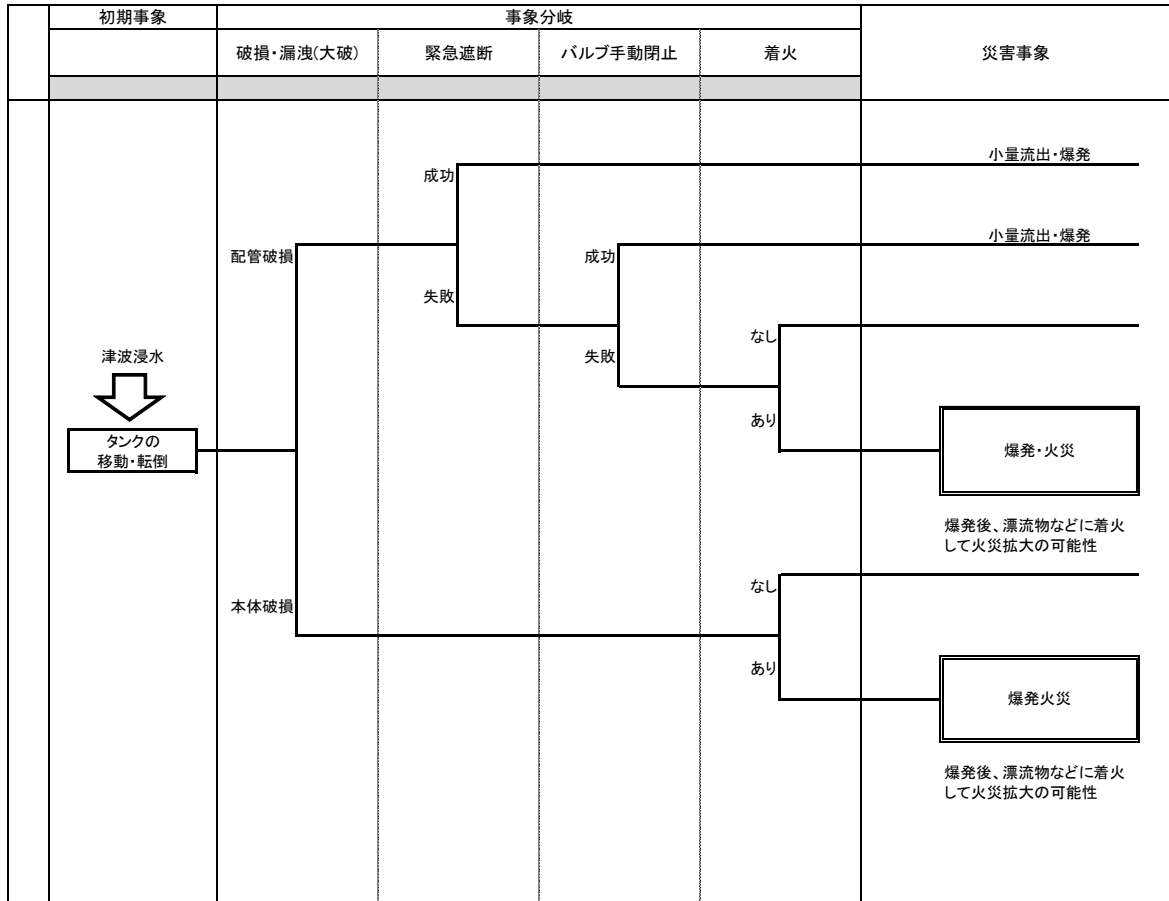 初期事象
事象分岐
破損・漏洩(大破)
緊急遮断
バルブ手動閉止
着火
災害事象
小量流出・爆発
成功
小量流出・爆発
配管破損
成功
失敗
なし
失敗
津波浸水
あり
タンクの
移動・転倒
爆発・火災
爆発後、漂流物などに着火
して火災拡大の可能性
なし
本体破損
あり
爆発火災
爆発後、漂流物などに着火
して火災拡大の可能性